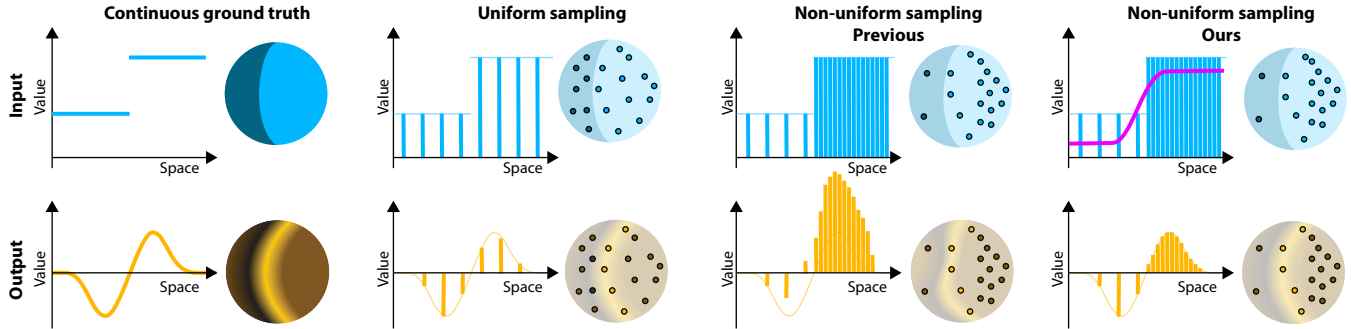 Continuous ground truth
Uniform sampling
Non-uniform sampling
Previous
Non-uniform sampling
Ours
Input
Value
Space
Value
Space
Value
Space
Value
Space
Output
Value
Space
Value
Space
Value
Space
Value
Space